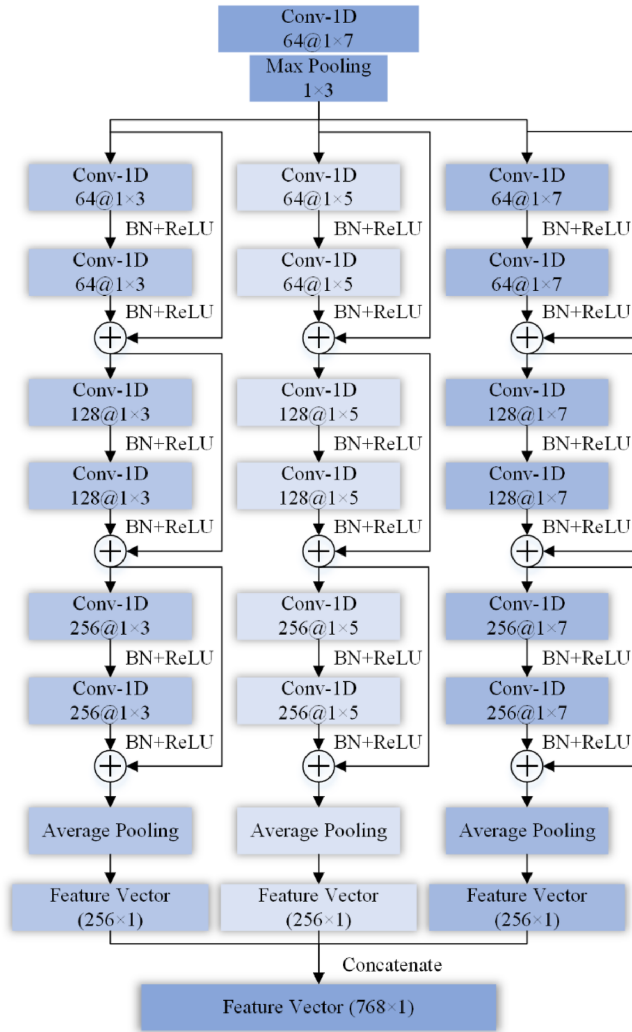 Conv-1D
64@1×7
Max Pooling
1×3
Conv-1D
64@1×3
BN+ReLU
Conv-1D
64@1×3
BN+ReLU
Conv-1D
128@1×3
BN+ReLU
Conv-1D
128@1×3
BN+ReLU
Conv-1D
256@1×3
BN+ReLU
Conv-1D
256@1×3
BN+ReLU
Average Pooling
Feature Vector
(256×1)
Conv-1D
64@1×5
BN+ReLU
Conv-1D
64@1×5
BN+ReLU
Conv-1D
128@1×5
BN+ReLU
Conv-1D
128@1×5
BN+ReLU
Conv-1D
256@1×5
BN+ReLU
Conv-1D
256@1×5
BN+ReLU
Average Pooling
Feature Vector
(256×1)
Conv-1D
64@1×7
BN+ReLU
Conv-1D
64@1×7
BN+ReLU
Conv-1D
128@1×7
BN+ReLU
Conv-1D
128@1×7
BN+ReLU
Conv-1D
256@1×7
BN+ReLU
Conv-1D
256@1×7
BN+ReLU
Average Pooling
Feature Vector
(256×1)
Concatenate
Feature Vector (768×1)